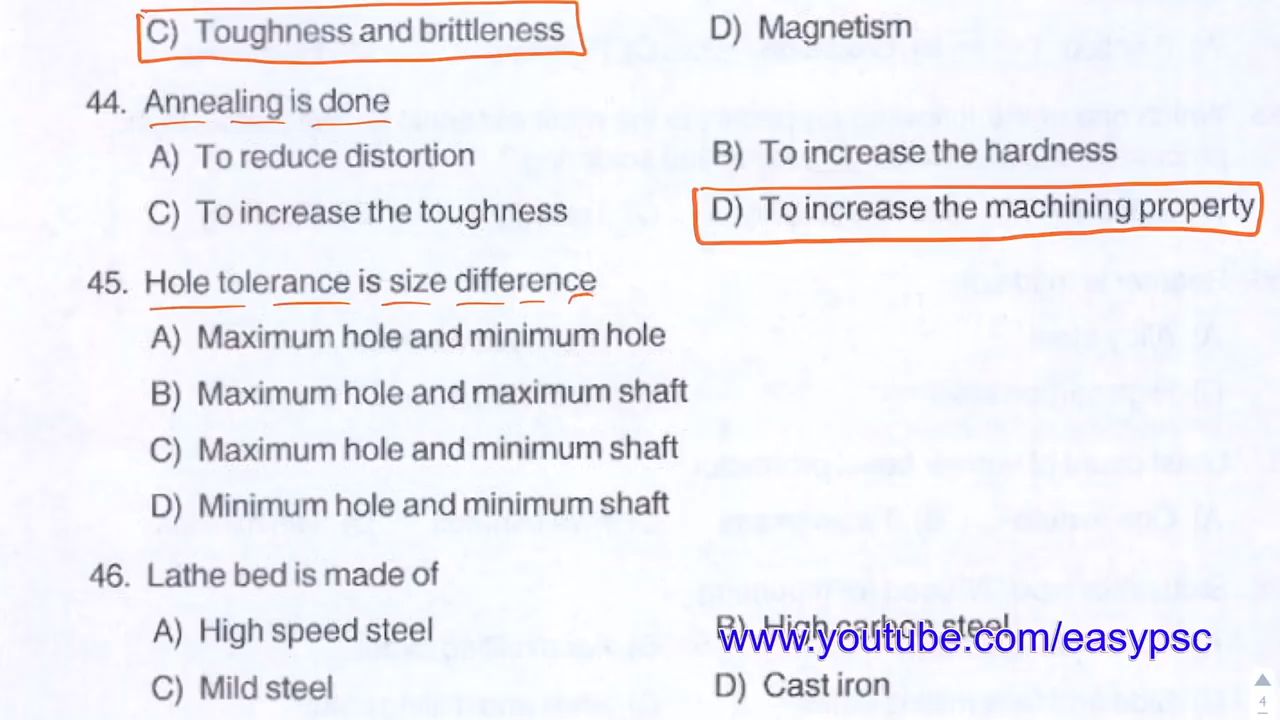 C) Toughness and brittleness D) Magnetism
44. Annealing is done
A) To reduce distortion B) To increase the hardness
C) To increase the toughness D) To increase the machining property
45. Hole tolerance is size difference
A) Maximum hole and minimum hole
B) Maximum hole and maximum shaft
C) Maximum hole and minimum shaft
D) Minimum hole and minimum shaft
46. Lathe bed is made of
A) High speed steel B) High carbon steel
www.youtube.com/easypsc
C) Mild steel D) Cast iron
4